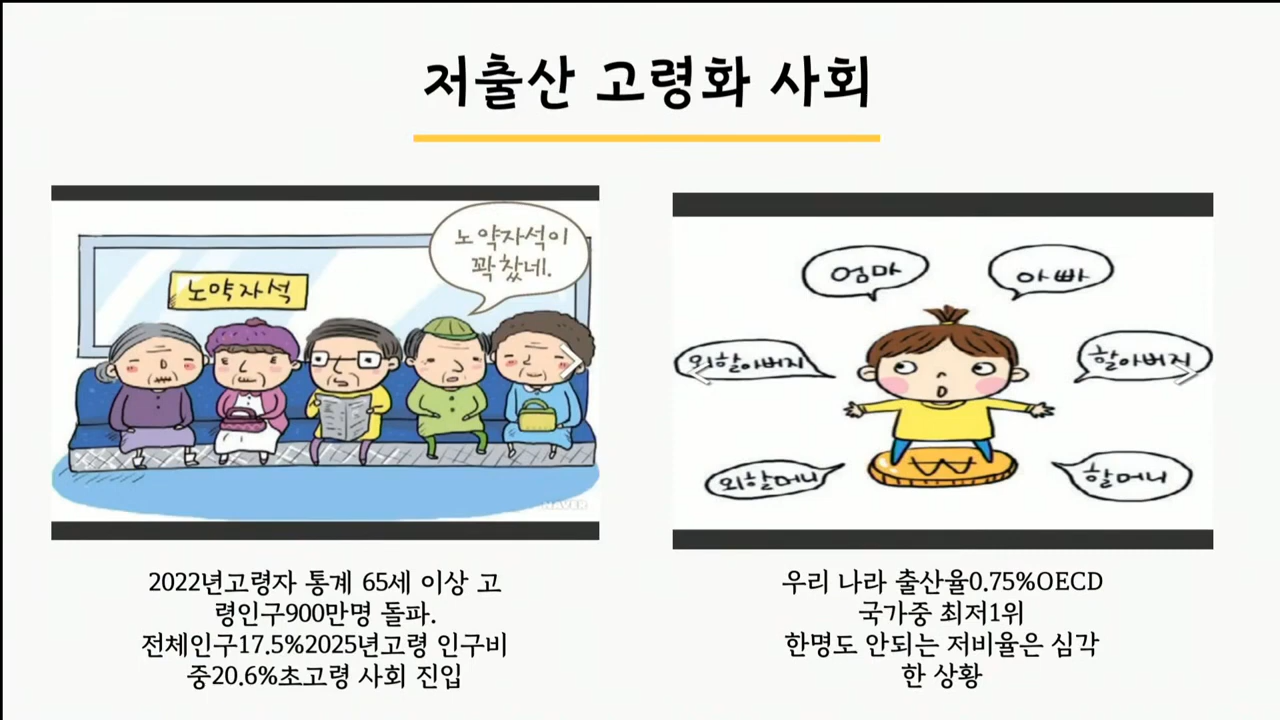 저출산 고령화 사회
노약자석이
꽉 찼네.
노약자석
NAVER
2022년고령자 통계 65세 이상 고
령인구900만명 돌파.
전체인구17.5%2025년고령 인구비
중20.6%초고령 사회 진입
엄마
아빠
외할아버지
할아버지
외할머니
할머니
우리 나라 출산율0.75%OECD
국가중 최저1위
한명도 안되는 저비율은 심각
한 상황